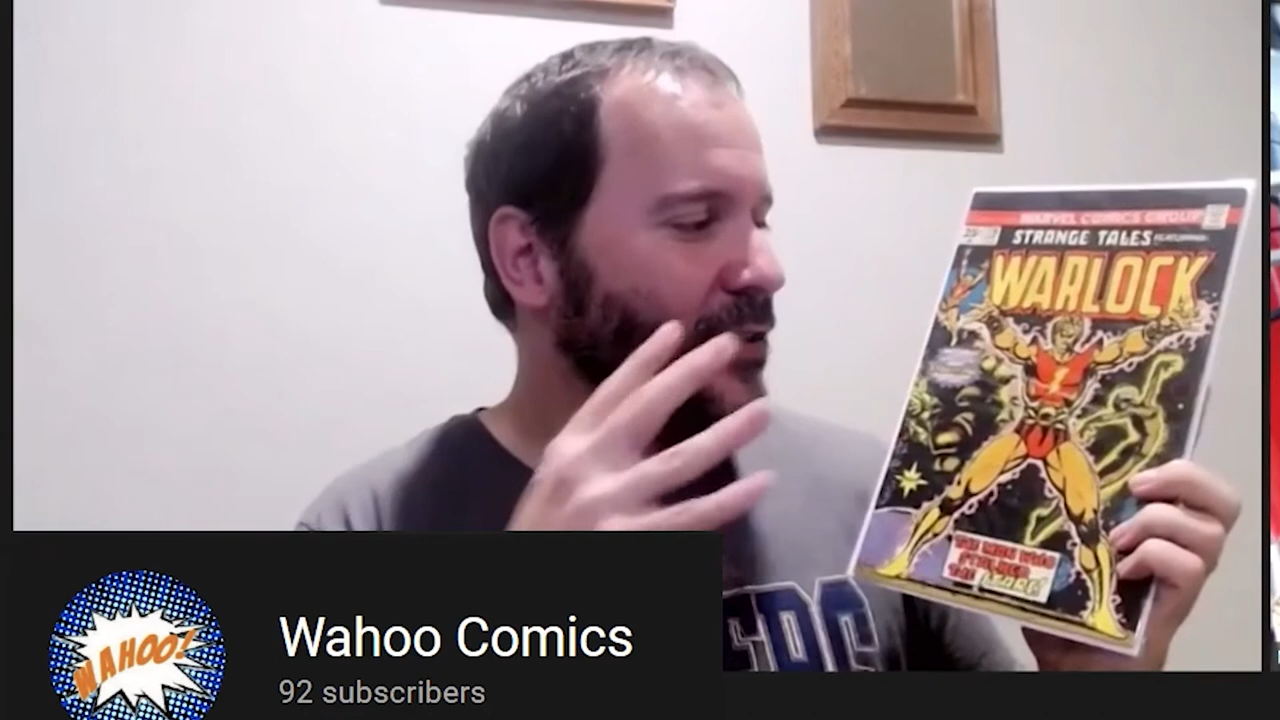 MARVEL COMICS GROUP
STRANGE TALES
WARLOCK
THE MAN WHO
STALKED
THE STARS!
WAHOO!
Wahoo Comics
92 subscribers